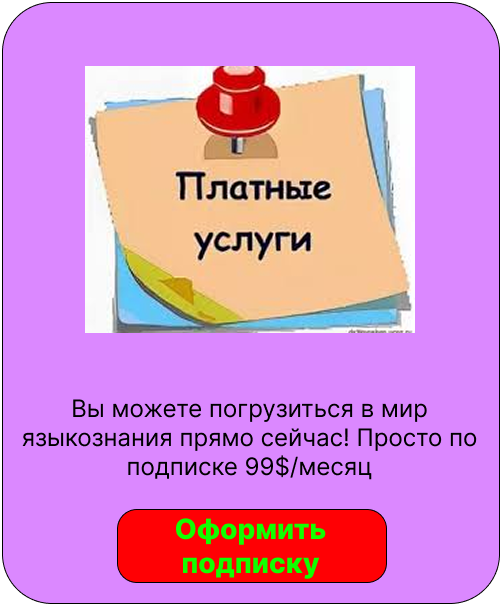 Платные
услуги
Вы можете погрузиться в мир
языкознания прямо сейчас! Просто по
подписке 99$/месяц
Оформить
подписку